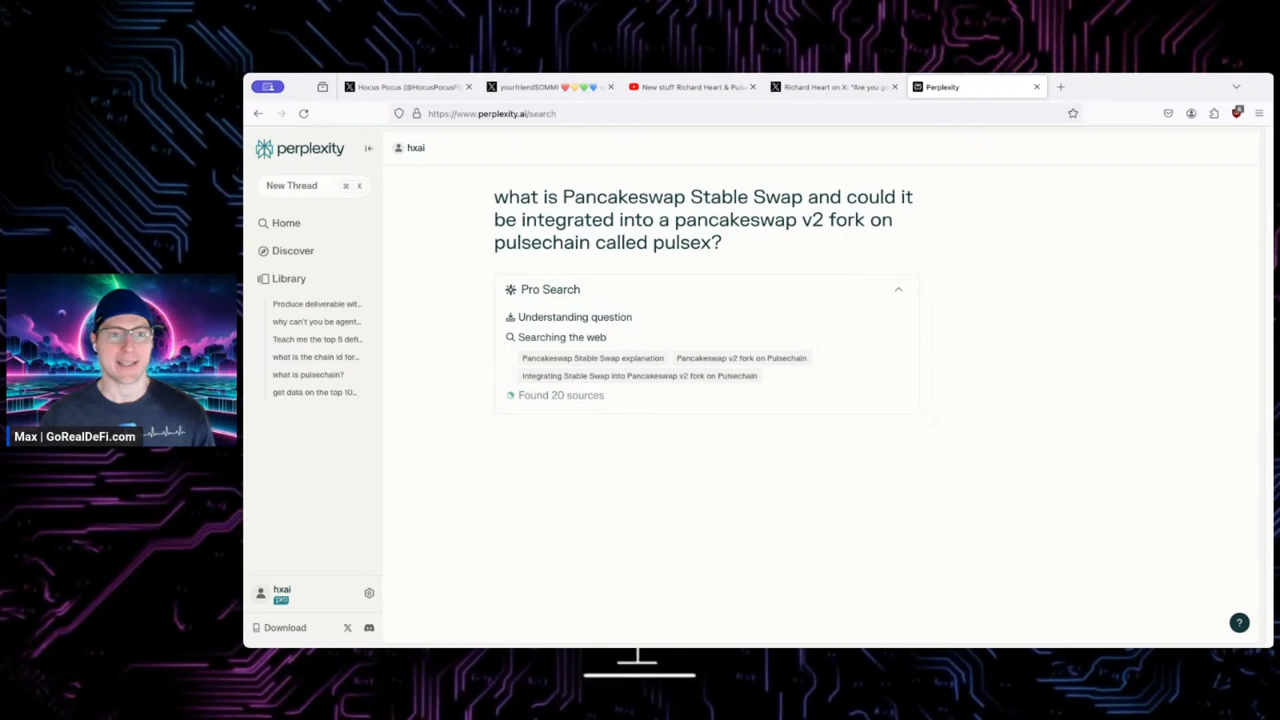 Hocus Pocus (@HocusPocusFi
yourfriendSOMMI
New stuff Richard Heart & Puls
Richard Heart on X: "Are you g
Perplexity
https://www.perplexity.ai/search
perplexity
hxai
New Thread
⌘ K
Home
Discover
Library
Produce deliverable wit...
why can't you be agent...
Teach me the top 5 defi...
what is the chain id for...
what is pulsechain?
get data on the top 10...
what is Pancakeswap Stable Swap and could it
be integrated into a pancakeswap v2 fork on
pulsechain called pulsex?
Pro Search
Understanding question
Searching the web
Pancakeswap Stable Swap explanation
Pancakeswap v2 fork on Pulsechain
Integrating Stable Swap into Pancakeswap v2 fork on Pulsechain
Found 20 sources
Max | GoRealDeFi.com
hxai
pro
Download
?